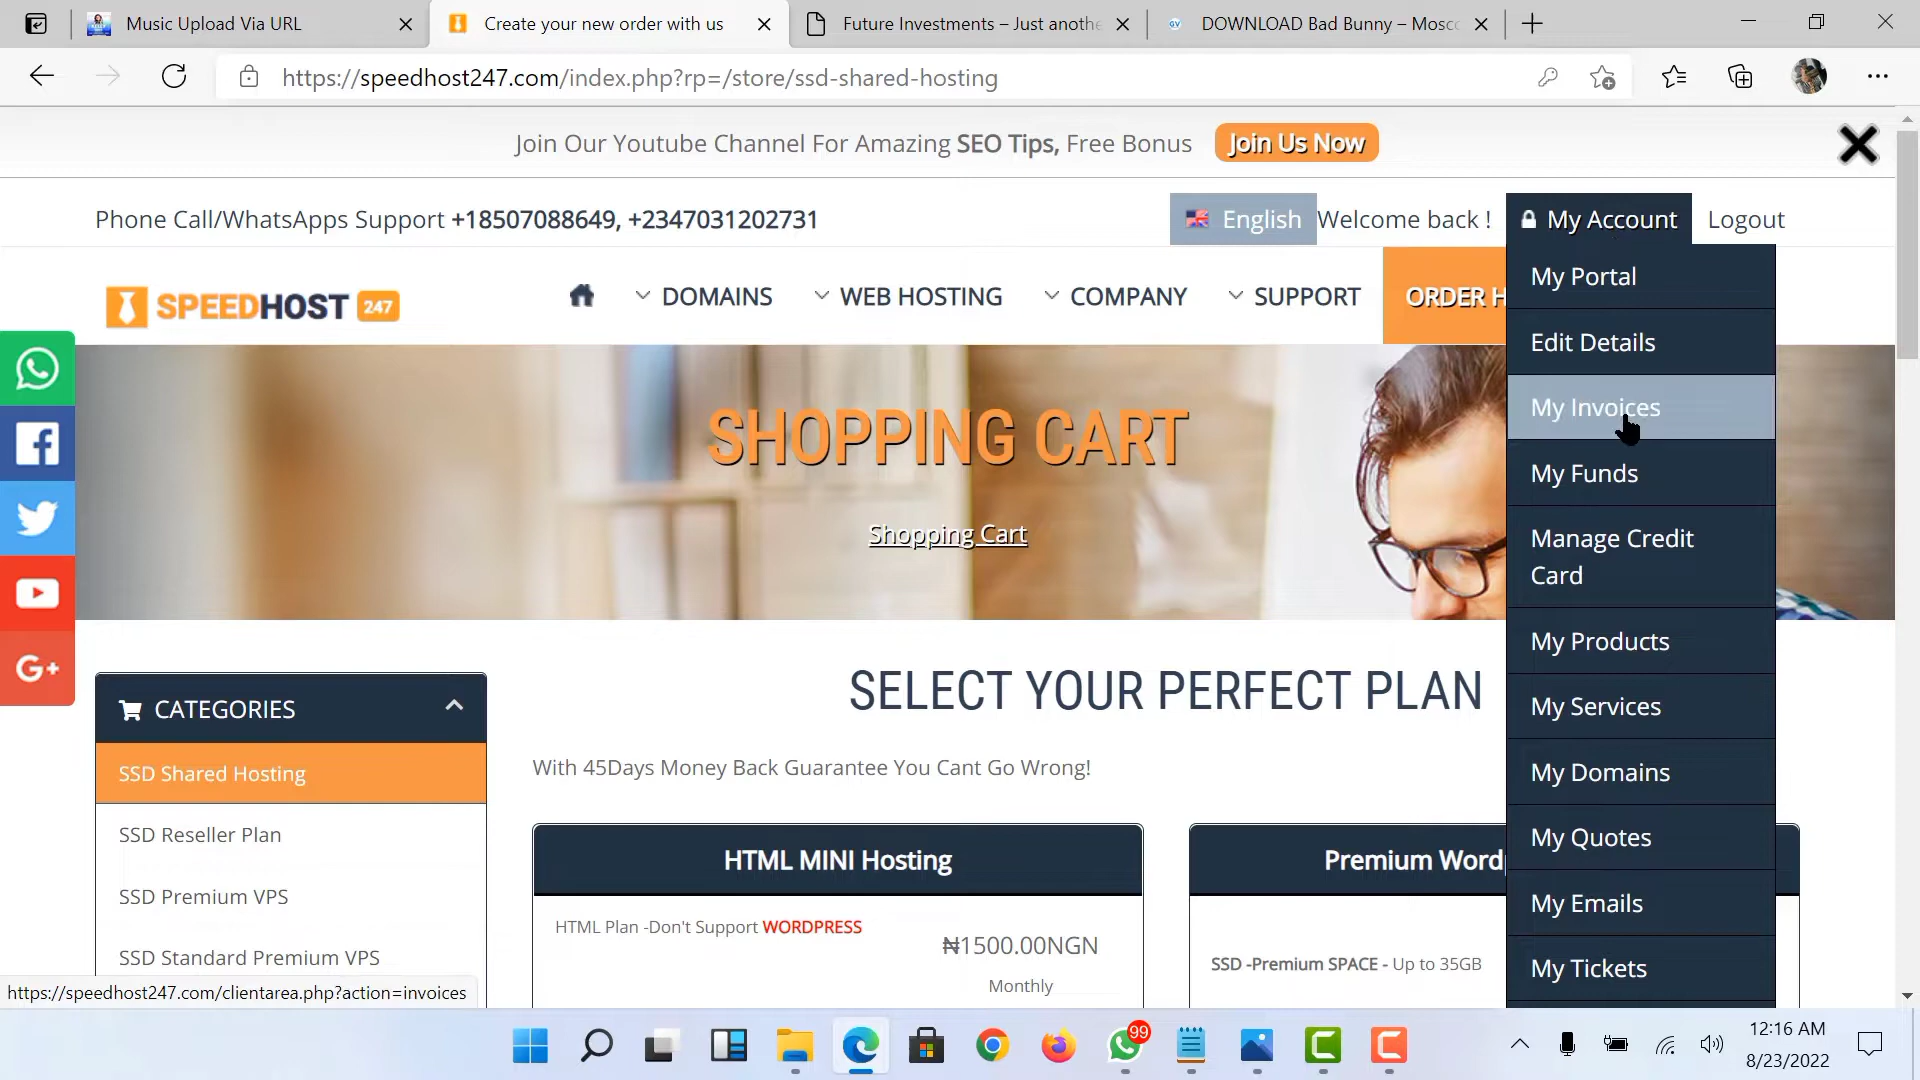 Music Upload Via URL
Create your new order with us
Future Investments – Just anothe
DOWNLOAD Bad Bunny – Mosc
https://speedhost247.com/index.php?rp=/store/ssd-shared-hosting
Join Our Youtube Channel For Amazing SEO Tips, Free Bonus
Join Us Now
Phone Call/WhatsApps Support +18507088649, +2347031202731
English
Welcome back !
My Account
Logout
SPEEDHOST 247
DOMAINS
WEB HOSTING
COMPANY
SUPPORT
ORDER H
My Portal
Edit Details
My Invoices
My Funds
Manage Credit
Card
My Products
My Services
My Domains
My Quotes
My Emails
My Tickets
SHOPPING CART
Shopping Cart
G+
CATEGORIES
SSD Shared Hosting
SSD Reseller Plan
SSD Premium VPS
SSD Standard Premium VPS
SELECT YOUR PERFECT PLAN
With 45Days Money Back Guarantee You Cant Go Wrong!
HTML MINI Hosting
HTML Plan -Don't Support WORDPRESS
₦1500.00NGN
Monthly
Premium Word
SSD -Premium SPACE - Up to 35GB
https://speedhost247.com/clientarea.php?action=invoices
99
12:16 AM
8/23/2022